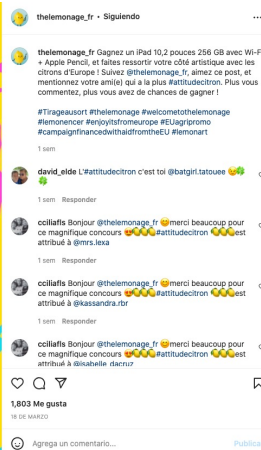 thelemonage_fr • Siguiendo
thelemonage_fr Gagnez un iPad 10,2 pouces 256 GB avec Wi-F
+ Apple Pencil, et faites ressortir votre côté artistique avec les
citrons d'Europe ! Suivez @thelemonage_fr, aimez ce post, et
mentionnez votre ami(e) qui a la plus #attitudecitron. Plus vous
commentez, plus vous avez de chances de gagner !
#Tirageausort #thelemonage #welcometothelemonage
#lemonencer #enjoyitsfromeurope #EUagripromo
#campaignfinancedwithaidfromtheEU #lemonart
1 sem
david_elde L'#attitudecitron c'est toi @batgirl.tatouee 😘🍀
🍀
1 sem Responder
cciliafls Bonjour @thelemonage_fr 😊merci beaucoup pour
ce magnifique concours 😍🍋🍋🍋#attitudecitron 🍋🍋🍋est
attribué à @mrs.lexa
1 sem Responder
cciliafls Bonjour @thelemonage_fr 😊merci beaucoup pour
ce magnifique concours 😍🍋🍋🍋#attitudecitron 🍋🍋🍋est
attribué à @kassandra.rbr
1 sem Responder
cciliafls Bonjour @thelemonage_fr 😊merci beaucoup pour
ce magnifique concours 😍🍋🍋🍋#attitudecitron 🍋🍋🍋est
attribué à @isabelle_dacruz
1,803 Me gusta
18 DE MARZO
Agrega un comentario... Publica